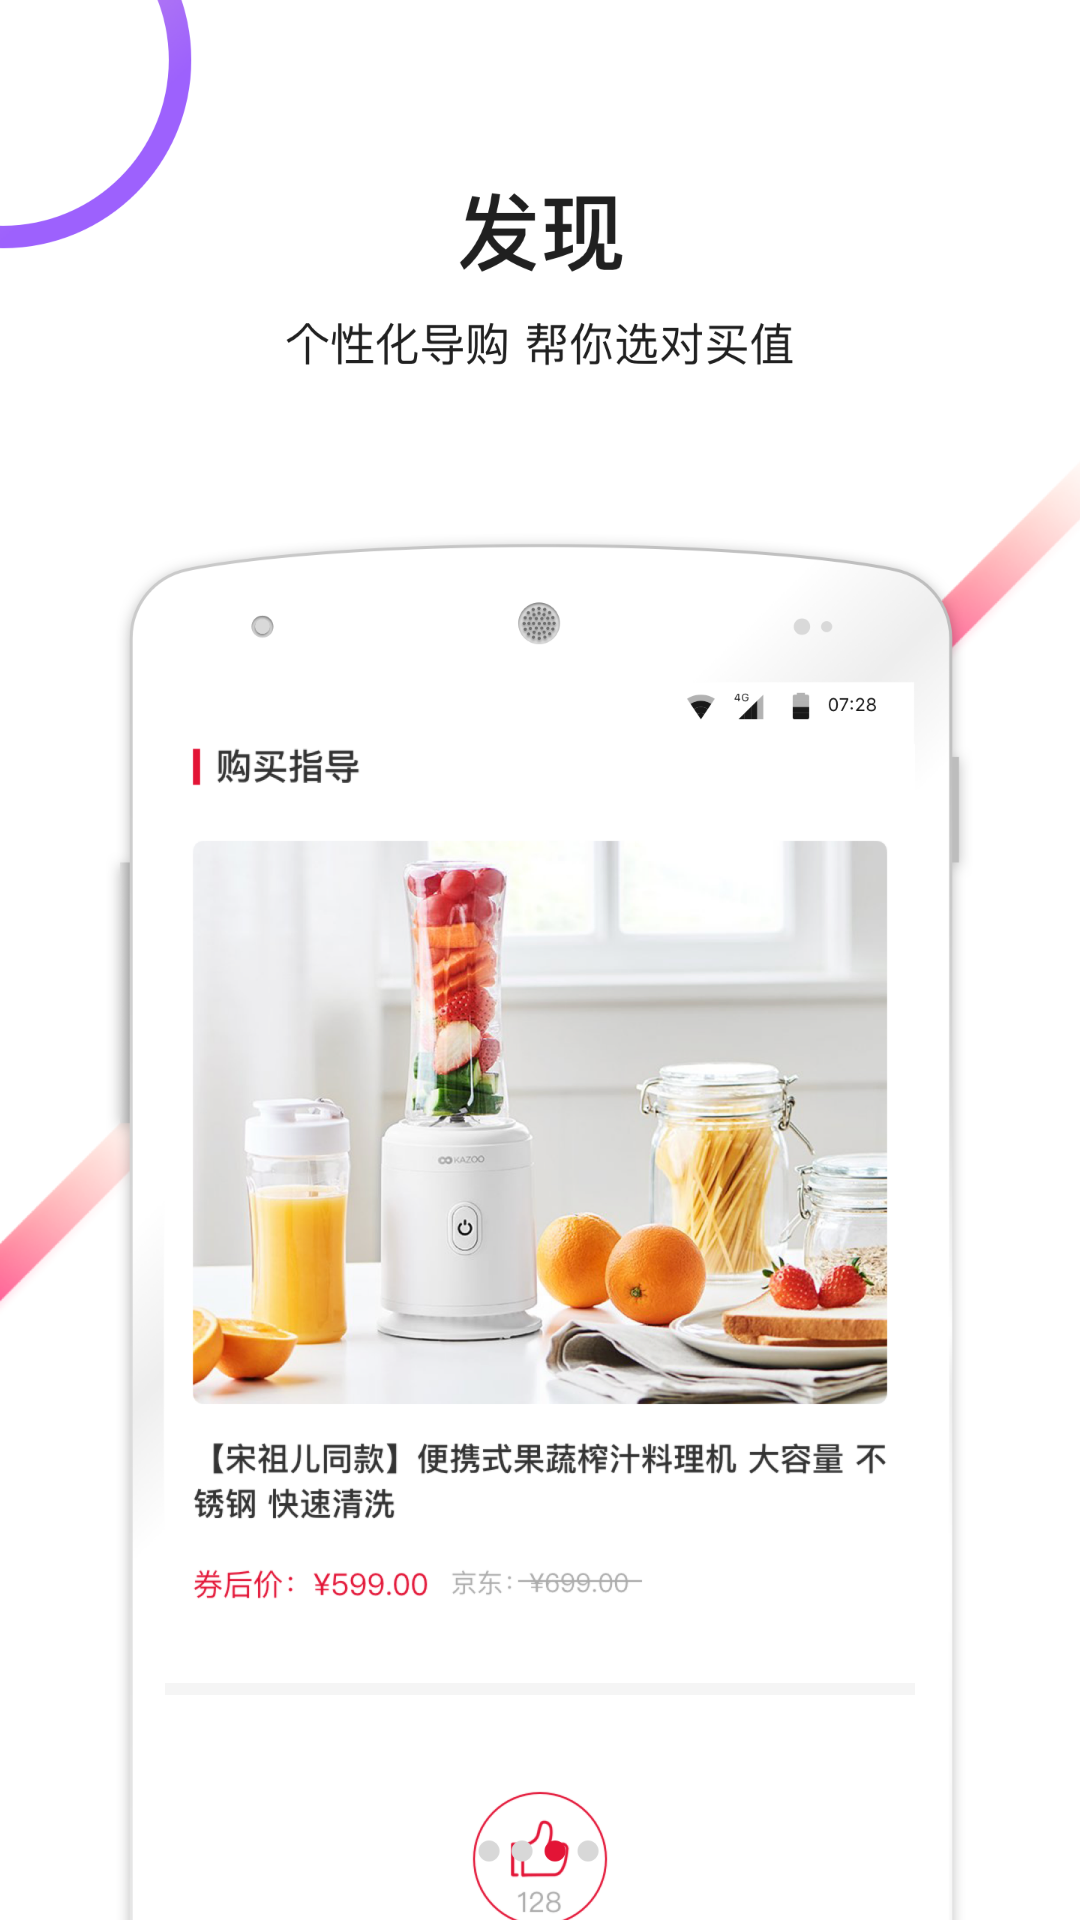 发现
个性化导购 帮你选对买值
4G 07:28
购买指导
KAZOO
【宋祖儿同款】便携式果蔬榨汁料理机 大容量 不
锈钢 快速清洗
券后价：¥599.00 京东：¥699.00
128